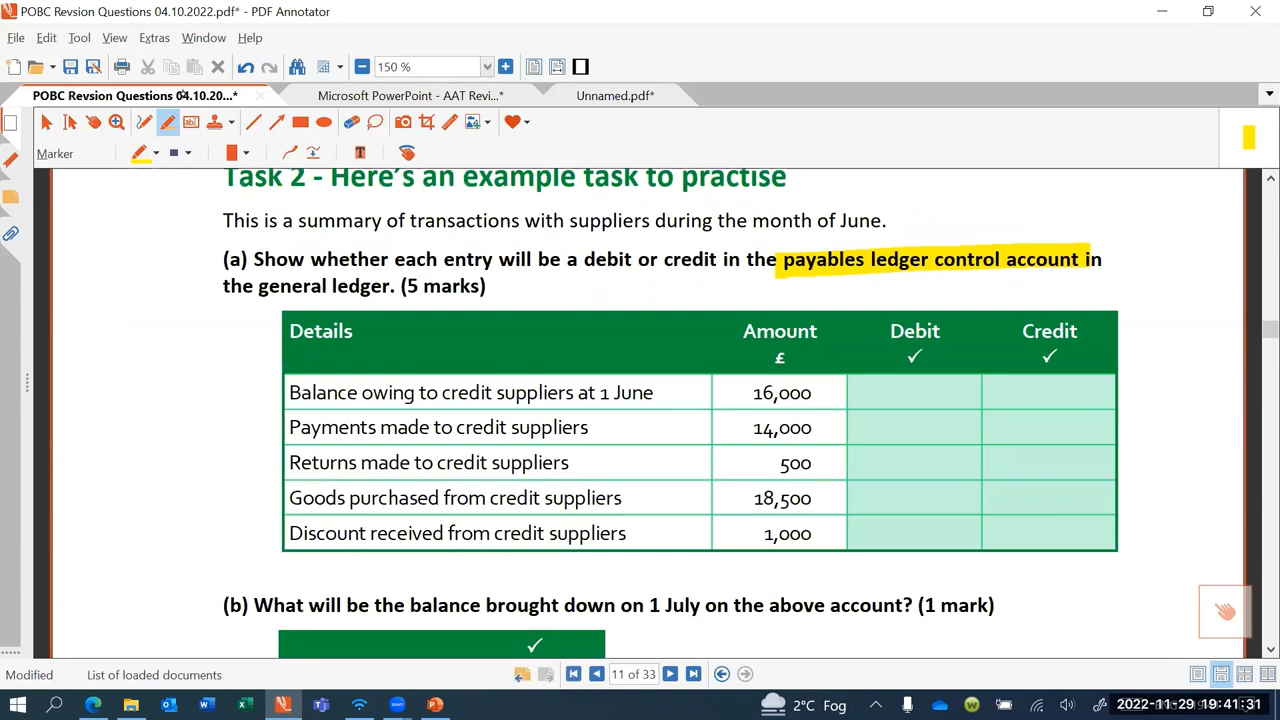 POBC Revision Questions 04.10.2022.pdf* - PDF Annotator
File Edit Tool View Extras Window Help
150 %
POBC Revsion Questions 04.10.20...*
Microsoft PowerPoint - AAT Revi...*
Unnamed.pdf*
Marker
Task 2 - Here's an example task to practise
This is a summary of transactions with suppliers during the month of June.
(a) Show whether each entry will be a debit or credit in the payables ledger control account in
the general ledger. (5 marks)
Details Amount Debit Credit
£ ✓ ✓
Balance owing to credit suppliers at 1 June 16,000
Payments made to credit suppliers 14,000
Returns made to credit suppliers 500
Goods purchased from credit suppliers 18,500
Discount received from credit suppliers 1,000
(b) What will be the balance brought down on 1 July on the above account? (1 mark)
✓
Modified List of loaded documents 11 of 33
2°C Fog 2022-11-29 19:41:31